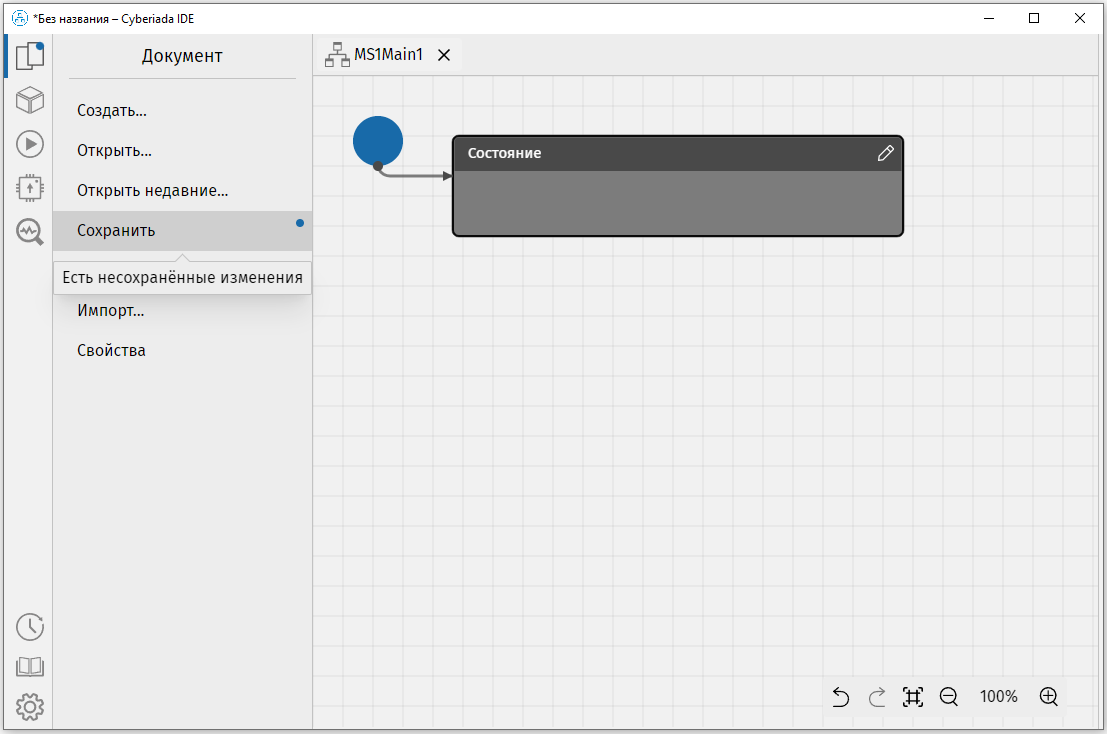 *Без названия – Cyberiada IDE
Документ
Создать...
Открыть...
Открыть недавние...
Сохранить
Есть несохранённые изменения
Импорт...
Свойства
MS1Main1
Состояние
100%